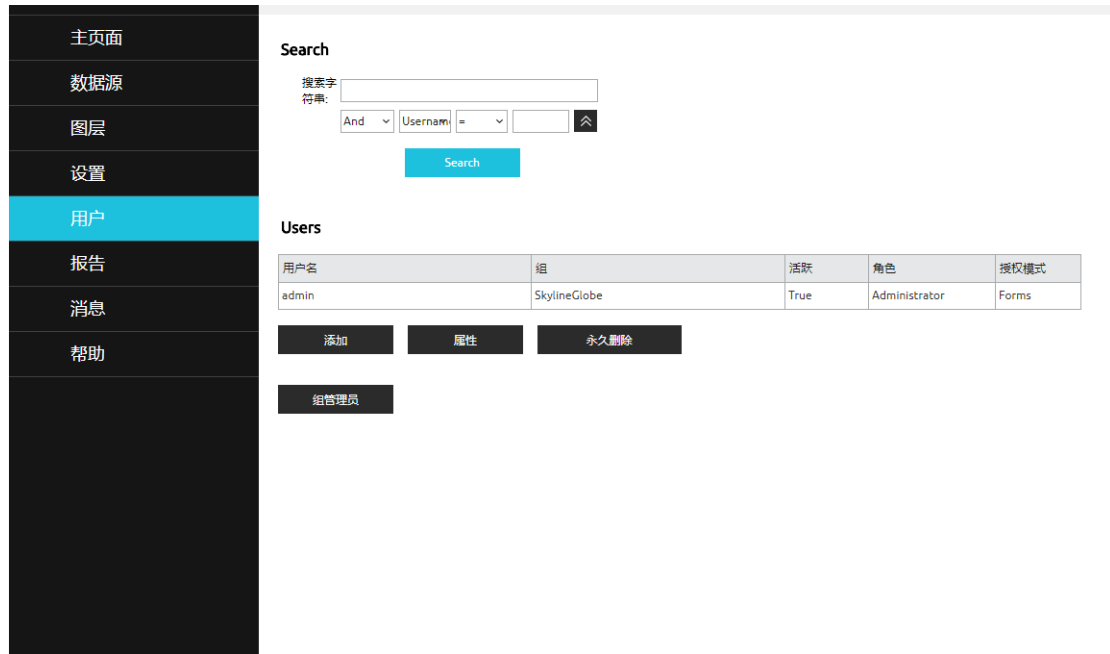 主页面
数据源
图层
设置
用户
报告
消息
帮助
Search
搜索字
符串:
And Usernam =
Search
Users
用户名 组 活跃 角色 授权模式
admin SkylineGlobe True Administrator Forms
添加 属性 永久删除
组管理员